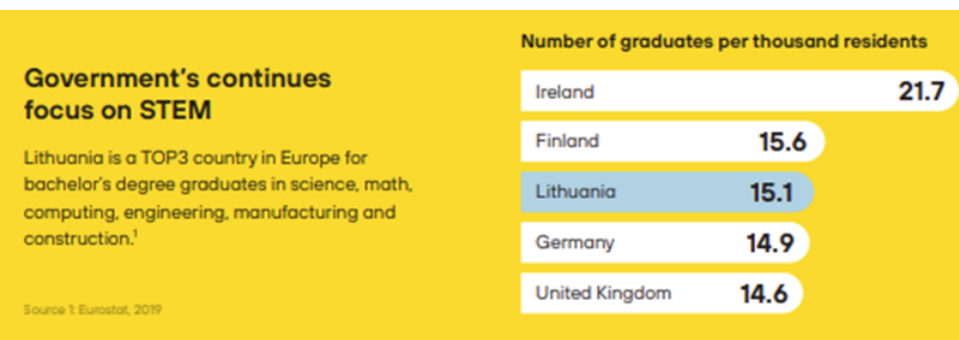 Government's continues
focus on STEM
Lithuania is a TOP3 country in Europe for
bachelor's degree graduates in science, math,
computing, engineering, manufacturing and
construction.¹
Source 1: Eurostat, 2019
Number of graduates per thousand residents
Ireland 21.7
Finland 15.6
Lithuania 15.1
Germany 14.9
United Kingdom 14.6